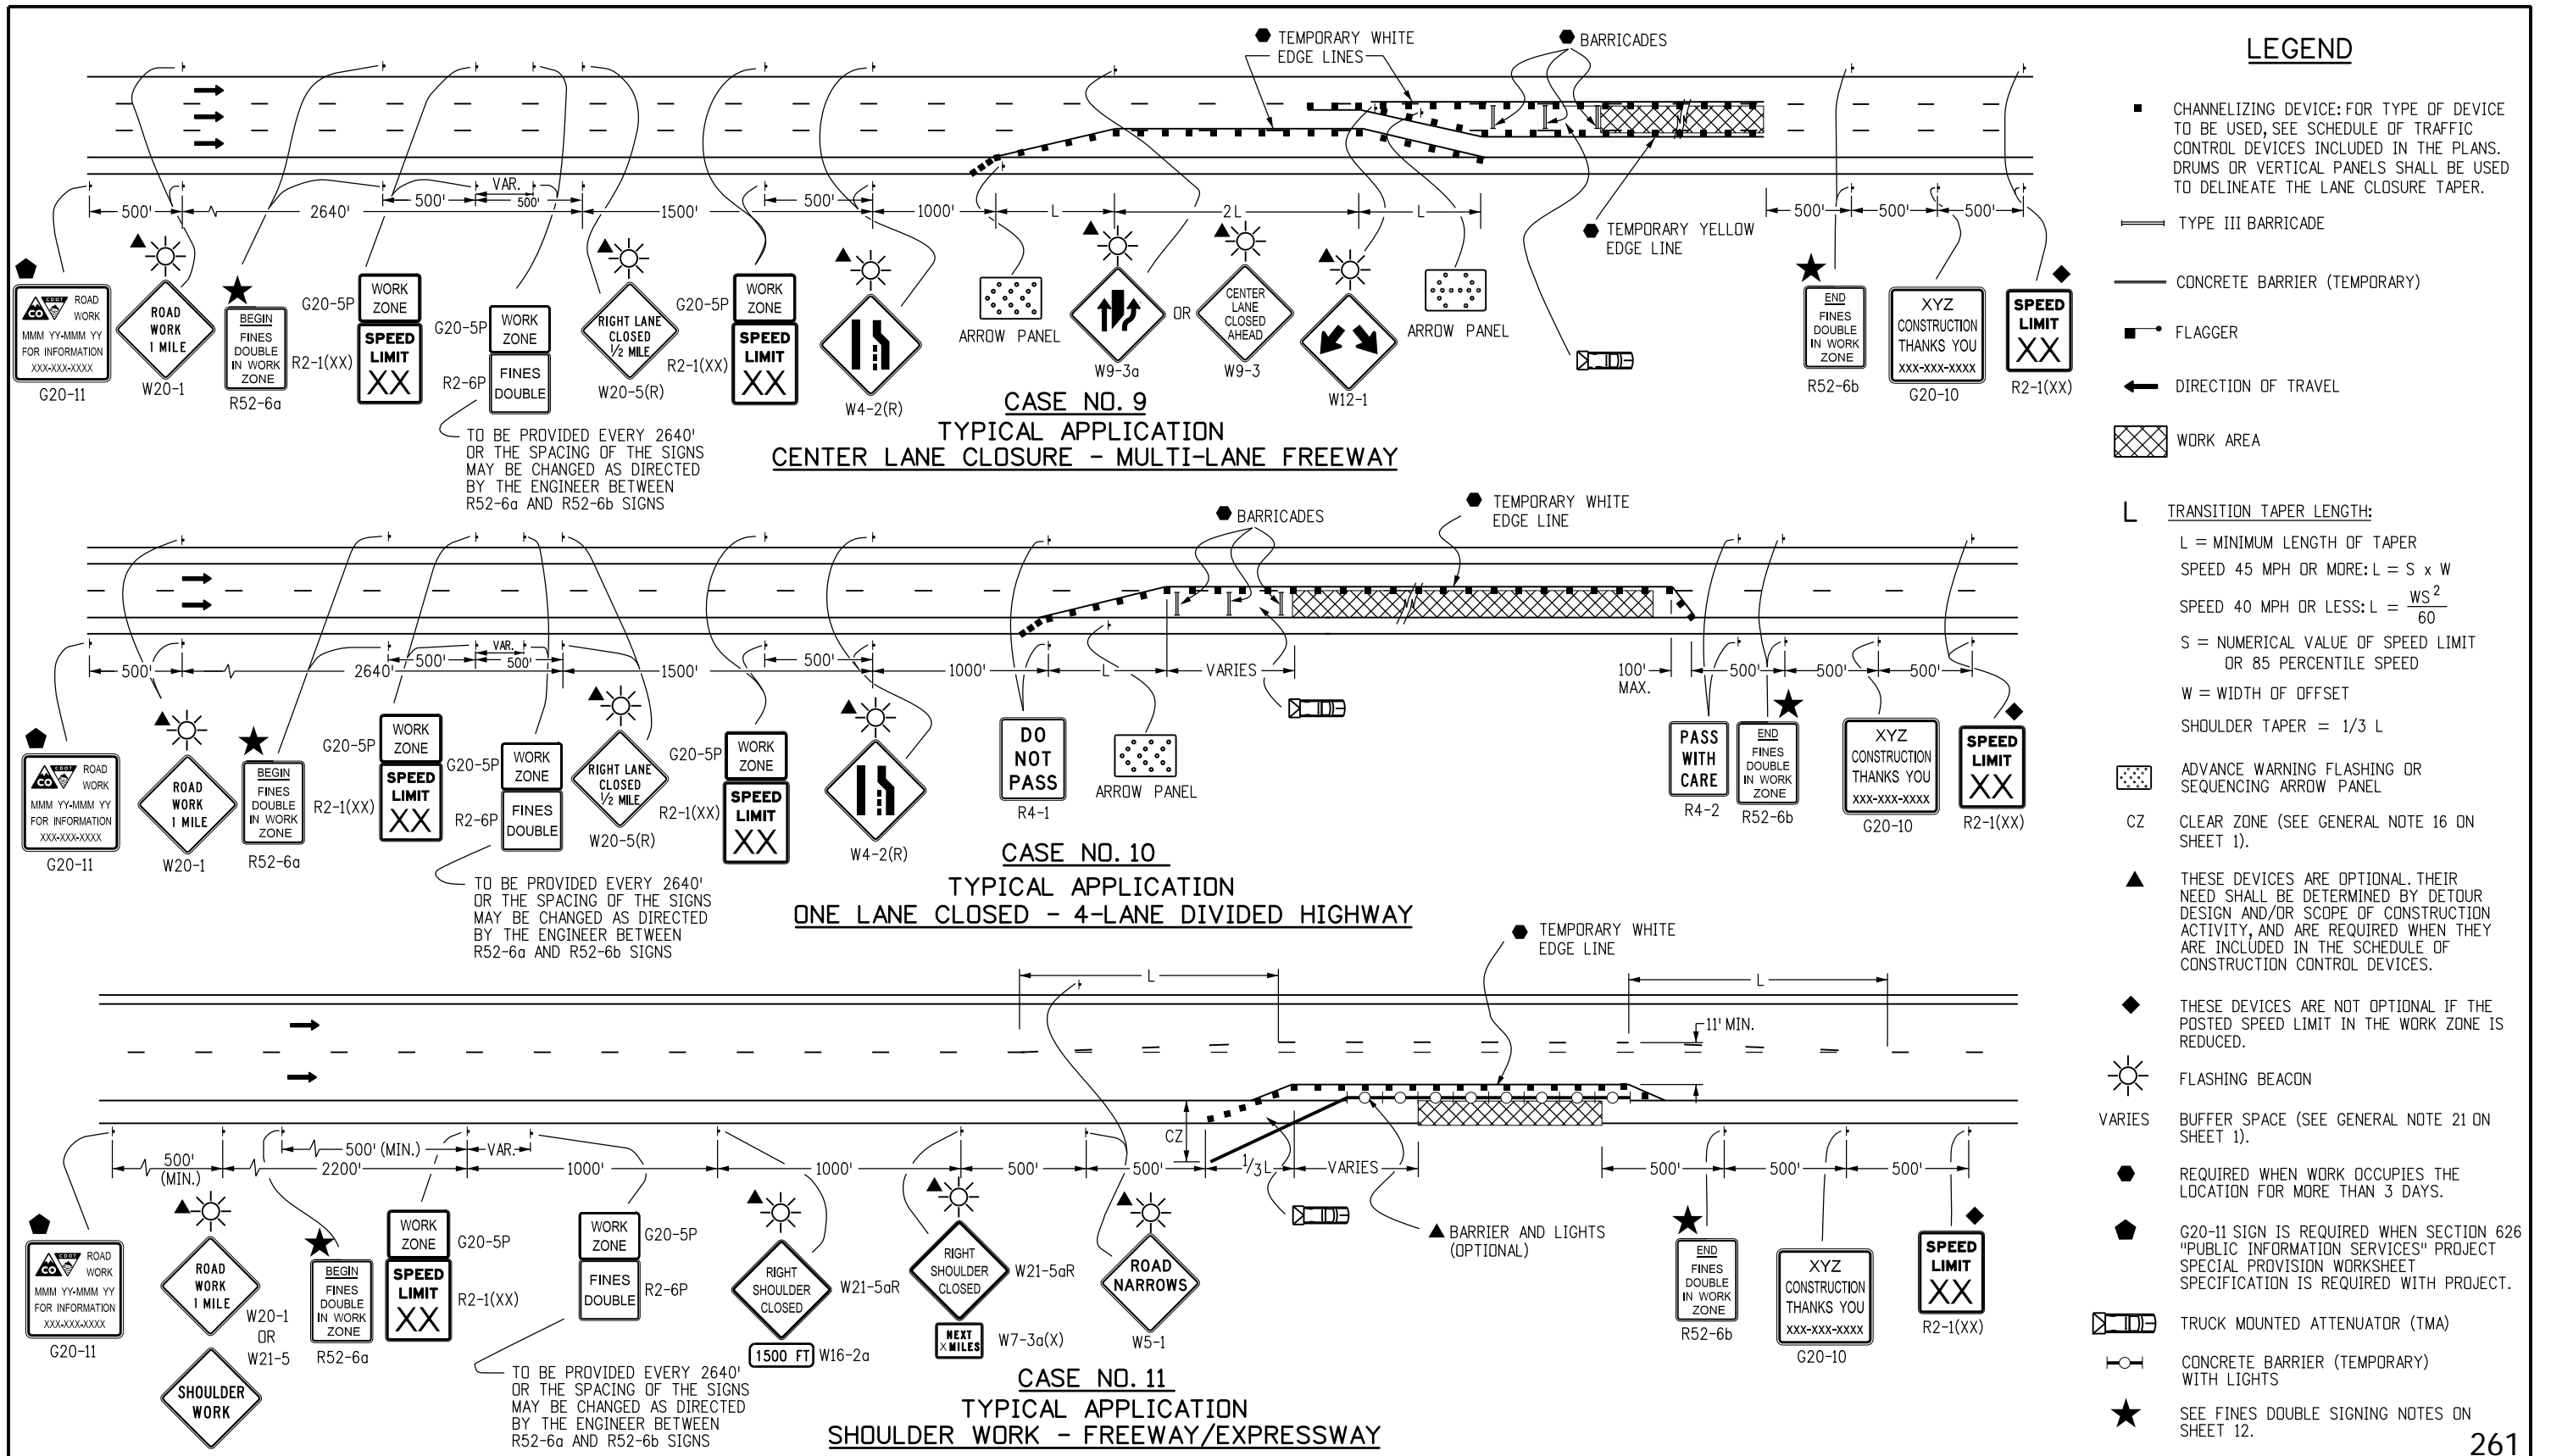 TEMPORARY WHITE
EDGE LINES
BARRICADES
VAR.
500'
2640'
500'
500'
1500'
500'
1000'
L
2L
L
500'
500'
500'
TEMPORARY YELLOW
EDGE LINE
CO
CDOT
ROAD
WORK
MMM YY-MMM YY
FOR INFORMATION
XXX-XXX-XXXX
G20-11
ROAD
WORK
1 MILE
W20-1
BEGIN
FINES
DOUBLE
IN WORK
ZONE
R52-6a
WORK
ZONE
G20-5P
SPEED
LIMIT
XX
R2-1(XX)
G20-5P
WORK
ZONE
R2-6P
FINES
DOUBLE
RIGHT LANE
CLOSED
1/2 MILE
W20-5(R)
G20-5P
WORK
ZONE
R2-1(XX)
SPEED
LIMIT
XX
W4-2(R)
ARROW PANEL
W9-3a
OR
CENTER
LANE
CLOSED
AHEAD
W9-3
W12-1
ARROW PANEL
END
FINES
DOUBLE
IN WORK
ZONE
R52-6b
XYZ
CONSTRUCTION
THANKS YOU
xxx-xxx-xxxx
G20-10
SPEED
LIMIT
XX
R2-1(XX)
TO BE PROVIDED EVERY 2640'
OR THE SPACING OF THE SIGNS
MAY BE CHANGED AS DIRECTED
BY THE ENGINEER BETWEEN
R52-6a AND R52-6b SIGNS
CASE NO. 9
TYPICAL APPLICATION
CENTER LANE CLOSURE - MULTI-LANE FREEWAY
BARRICADES
TEMPORARY WHITE
EDGE LINE
VAR.
500'
2640'
500'
500'
1500'
500'
1000'
L
VARIES
100'
MAX.
500'
500'
500'
CO
CDOT
ROAD
WORK
MMM YY-MMM YY
FOR INFORMATION
XXX-XXX-XXXX
G20-11
ROAD
WORK
1 MILE
W20-1
BEGIN
FINES
DOUBLE
IN WORK
ZONE
R52-6a
G20-5P
WORK
ZONE
R2-1(XX)
SPEED
LIMIT
XX
G20-5P
WORK
ZONE
R2-6P
FINES
DOUBLE
RIGHT LANE
CLOSED
1/2 MILE
W20-5(R)
G20-5P
WORK
ZONE
R2-1(XX)
SPEED
LIMIT
XX
W4-2(R)
DO
NOT
PASS
R4-1
ARROW PANEL
PASS
WITH
CARE
R4-2
END
FINES
DOUBLE
IN WORK
ZONE
R52-6b
XYZ
CONSTRUCTION
THANKS YOU
xxx-xxx-xxxx
G20-10
SPEED
LIMIT
XX
R2-1(XX)
TO BE PROVIDED EVERY 2640'
OR THE SPACING OF THE SIGNS
MAY BE CHANGED AS DIRECTED
BY THE ENGINEER BETWEEN
R52-6a AND R52-6b SIGNS
CASE NO. 10
TYPICAL APPLICATION
ONE LANE CLOSED - 4-LANE DIVIDED HIGHWAY
TEMPORARY WHITE
EDGE LINE
L
L
11' MIN.
CZ
500'
(MIN.)
500' (MIN.)
2200'
VAR.
1000'
1000'
500'
500'
1/3 L
VARIES
500'
500'
500'
CO
CDOT
ROAD
WORK
MMM YY-MMM YY
FOR INFORMATION
XXX-XXX-XXXX
G20-11
ROAD
WORK
1 MILE
W20-1
OR
W21-5
SHOULDER
WORK
BEGIN
FINES
DOUBLE
IN WORK
ZONE
R52-6a
WORK
ZONE
G20-5P
SPEED
LIMIT
XX
R2-1(XX)
WORK
ZONE
G20-5P
FINES
DOUBLE
R2-6P
RIGHT
SHOULDER
CLOSED
W21-5aR
1500 FT
W16-2a
RIGHT
SHOULDER
CLOSED
W21-5aR
NEXT
X MILES
W7-3a(X)
ROAD
NARROWS
W5-1
BARRIER AND LIGHTS
(OPTIONAL)
END
FINES
DOUBLE
IN WORK
ZONE
R52-6b
XYZ
CONSTRUCTION
THANKS YOU
xxx-xxx-xxxx
G20-10
SPEED
LIMIT
XX
R2-1(XX)
TO BE PROVIDED EVERY 2640'
OR THE SPACING OF THE SIGNS
MAY BE CHANGED AS DIRECTED
BY THE ENGINEER BETWEEN
R52-6a AND R52-6b SIGNS
CASE NO. 11
TYPICAL APPLICATION
SHOULDER WORK - FREEWAY/EXPRESSWAY
LEGEND
CHANNELIZING DEVICE: FOR TYPE OF DEVICE
TO BE USED, SEE SCHEDULE OF TRAFFIC
CONTROL DEVICES INCLUDED IN THE PLANS.
DRUMS OR VERTICAL PANELS SHALL BE USED
TO DELINEATE THE LANE CLOSURE TAPER.
TYPE III BARRICADE
CONCRETE BARRIER (TEMPORARY)
FLAGGER
DIRECTION OF TRAVEL
WORK AREA
L TRANSITION TAPER LENGTH:
L = MINIMUM LENGTH OF TAPER
SPEED 45 MPH OR MORE: L = S x W
SPEED 40 MPH OR LESS: L = WS²/60
S = NUMERICAL VALUE OF SPEED LIMIT
OR 85 PERCENTILE SPEED
W = WIDTH OF OFFSET
SHOULDER TAPER = 1/3 L
ADVANCE WARNING FLASHING OR
SEQUENCING ARROW PANEL
CZ CLEAR ZONE (SEE GENERAL NOTE 16 ON
SHEET 1).
THESE DEVICES ARE OPTIONAL. THEIR
NEED SHALL BE DETERMINED BY DETOUR
DESIGN AND/OR SCOPE OF CONSTRUCTION
ACTIVITY, AND ARE REQUIRED WHEN THEY
ARE INCLUDED IN THE SCHEDULE OF
CONSTRUCTION CONTROL DEVICES.
THESE DEVICES ARE NOT OPTIONAL IF THE
POSTED SPEED LIMIT IN THE WORK ZONE IS
REDUCED.
FLASHING BEACON
VARIES BUFFER SPACE (SEE GENERAL NOTE 21 ON
SHEET 1).
REQUIRED WHEN WORK OCCUPIES THE
LOCATION FOR MORE THAN 3 DAYS.
G20-11 SIGN IS REQUIRED WHEN SECTION 626
"PUBLIC INFORMATION SERVICES" PROJECT
SPECIAL PROVISION WORKSHEET
SPECIFICATION IS REQUIRED WITH PROJECT.
TRUCK MOUNTED ATTENUATOR (TMA)
CONCRETE BARRIER (TEMPORARY)
WITH LIGHTS
SEE FINES DOUBLE SIGNING NOTES ON
SHEET 12.
261